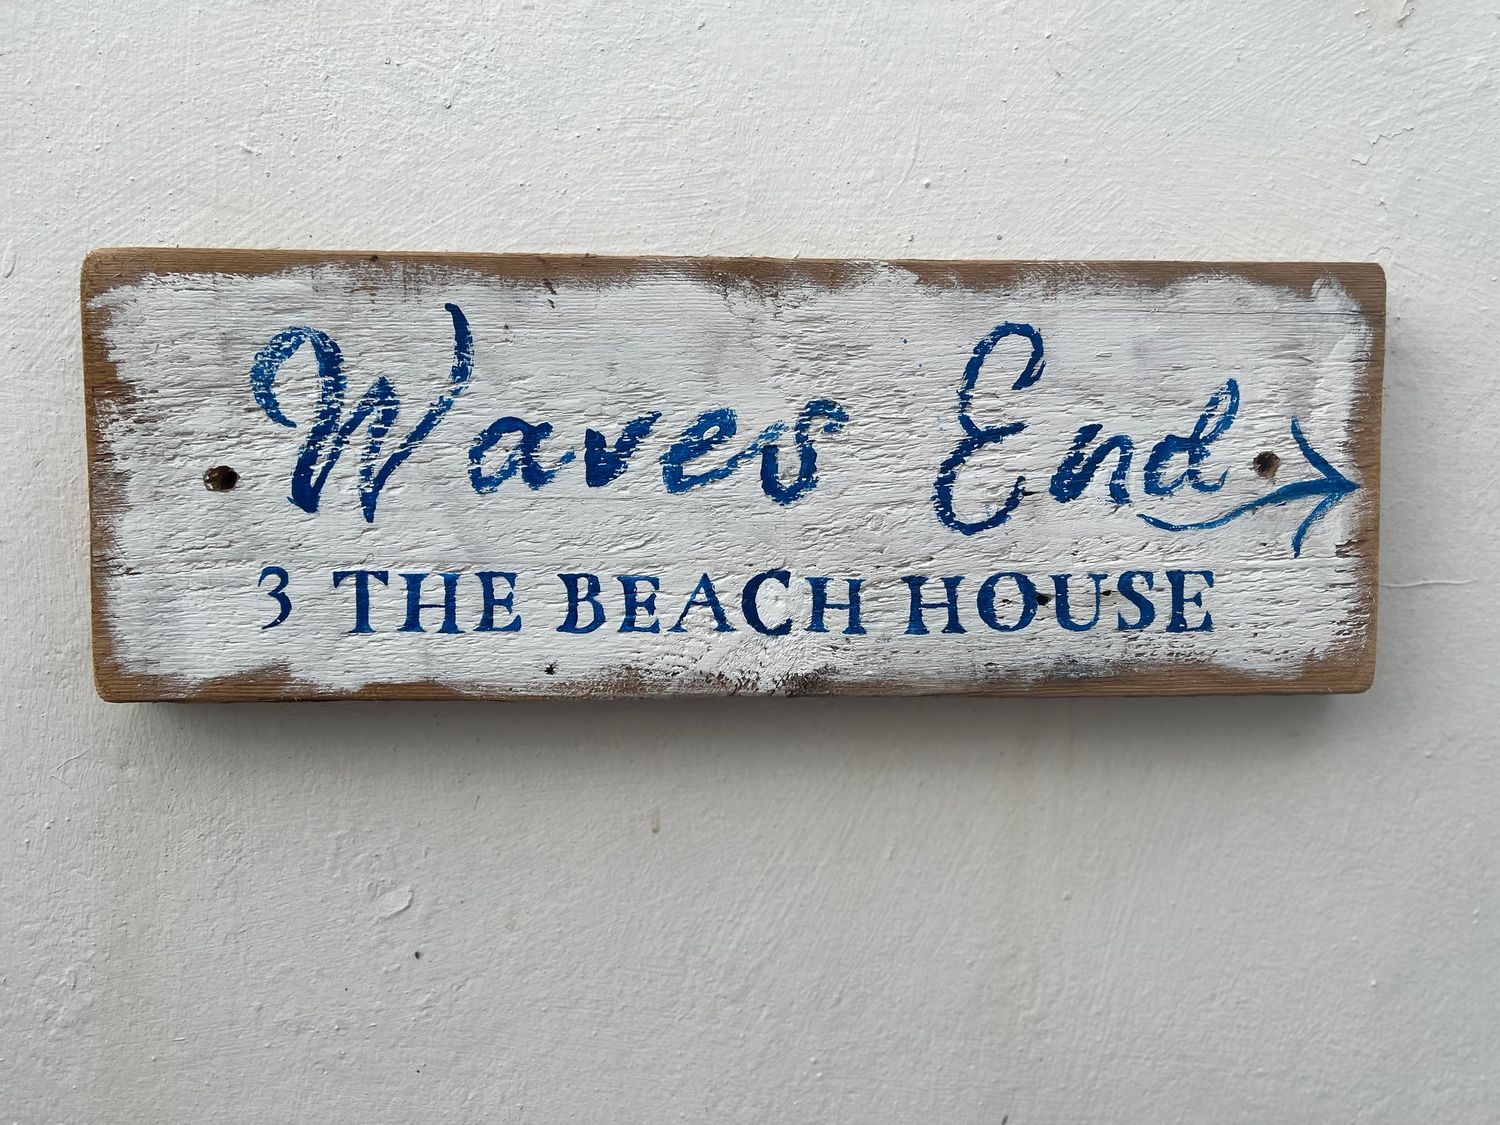 Waves End
3 THE BEACH HOUSE